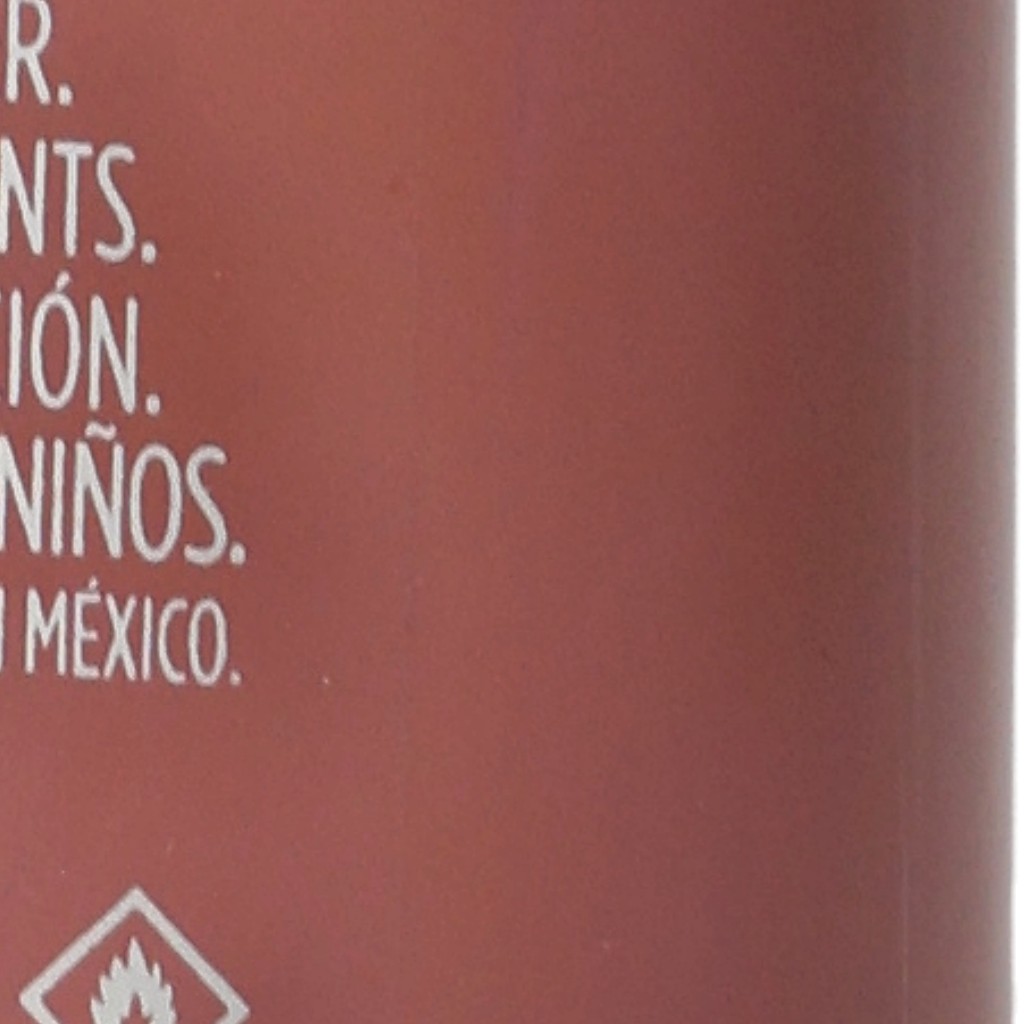 R.
NTS.
IÓN.
NIÑOS.
MÉXICO.